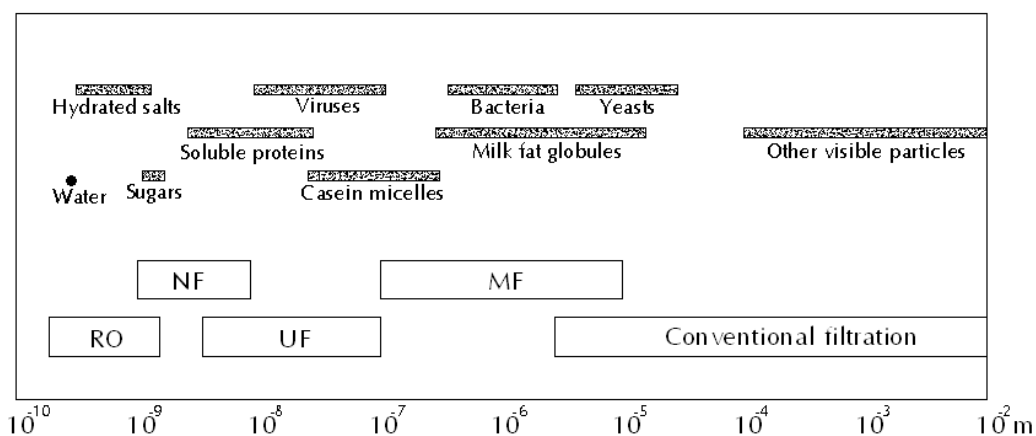 Hydrated salts Viruses Bacteria Yeasts
Soluble proteins Milk fat globules Other visible particles
Water Sugars Casein micelles
NF MF
RO UF Conventional filtration
10⁻¹⁰ 10⁻⁹ 10⁻⁸ 10⁻⁷ 10⁻⁶ 10⁻⁵ 10⁻⁴ 10⁻³ 10⁻² m